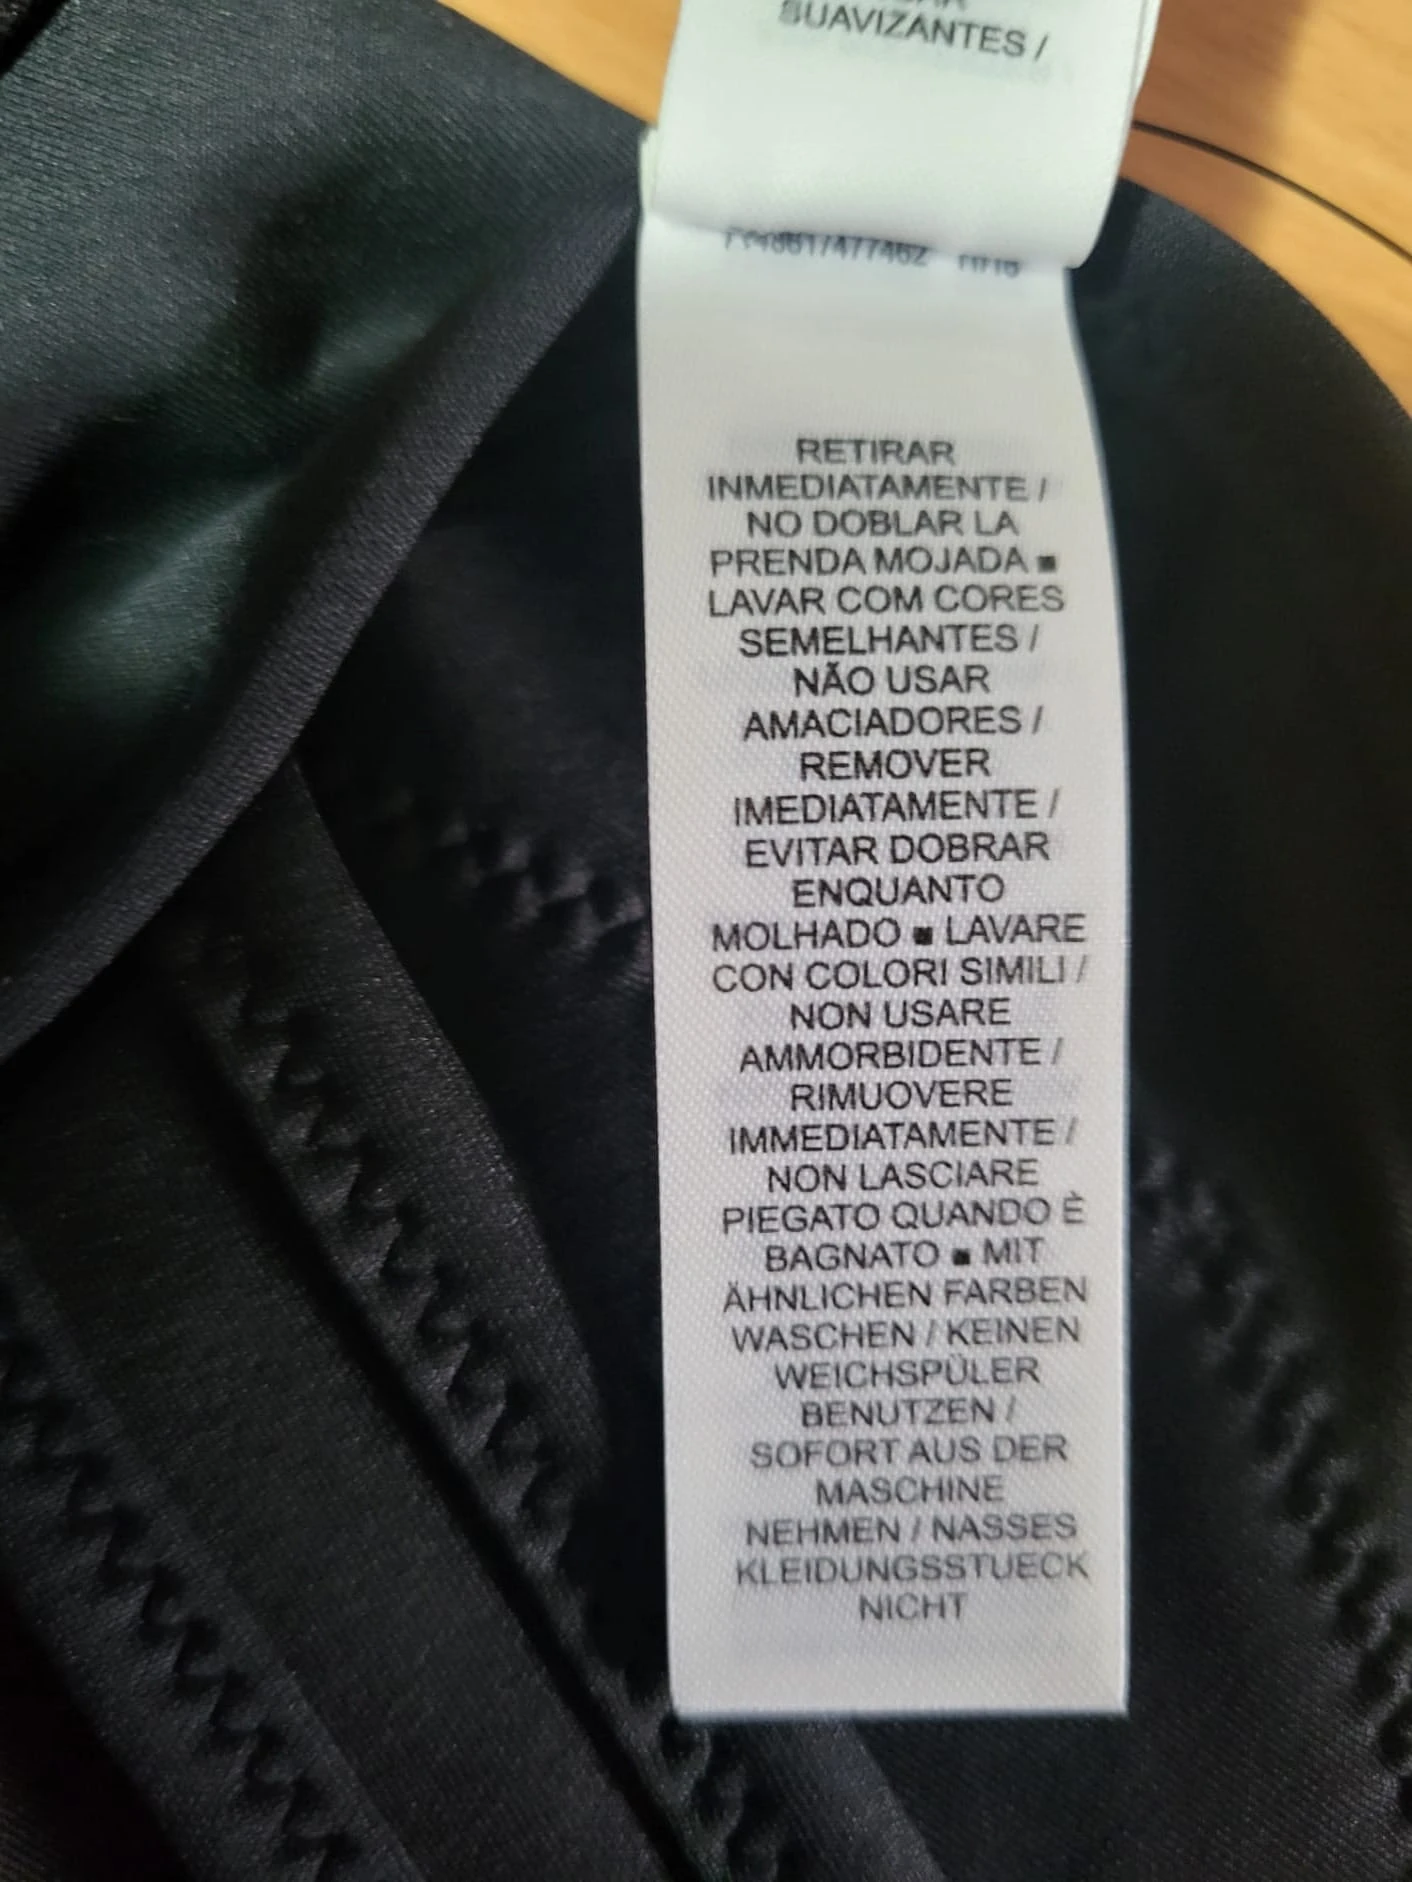 SUAVIZANTES /
RETIRAR
INMEDIATAMENTE /
NO DOBLAR LA
PRENDA MOJADA ▪
LAVAR COM CORES
SEMELHANTES /
NÃO USAR
AMACIADORES /
REMOVER
IMEDIATAMENTE /
EVITAR DOBRAR
ENQUANTO
MOLHADO ▪ LAVARE
CON COLORI SIMILI /
NON USARE
AMMORBIDENTE /
RIMUOVERE
IMMEDIATAMENTE /
NON LASCIARE
PIEGATO QUANDO È
BAGNATO ▪ MIT
ÄHNLICHEN FARBEN
WASCHEN / KEINEN
WEICHSPÜLER
BENUTZEN /
SOFORT AUS DER
MASCHINE
NEHMEN / NASSES
KLEIDUNGSSTUECK
NICHT